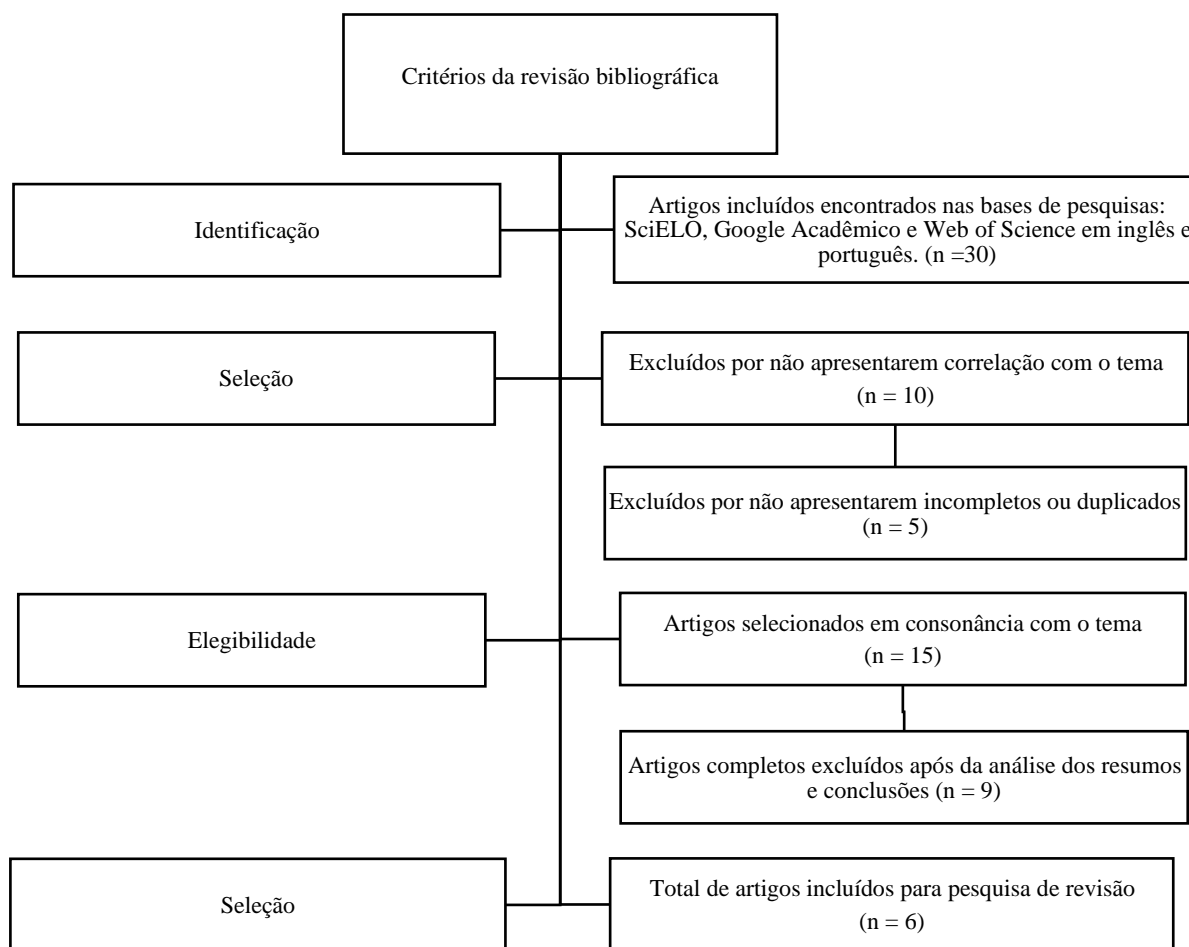 Critérios da revisão bibliográfica
Identificação
Artigos incluídos encontrados nas bases de pesquisas:
SciELO, Google Acadêmico e Web of Science em inglês e
português. (n =30)
Seleção
Excluídos por não apresentarem correlação com o tema
(n = 10)
Excluídos por não apresentarem incompletos ou duplicados
(n = 5)
Elegibilidade
Artigos selecionados em consonância com o tema
(n = 15)
Artigos completos excluídos após da análise dos resumos
e conclusões (n = 9)
Seleção
Total de artigos incluídos para pesquisa de revisão
(n = 6)